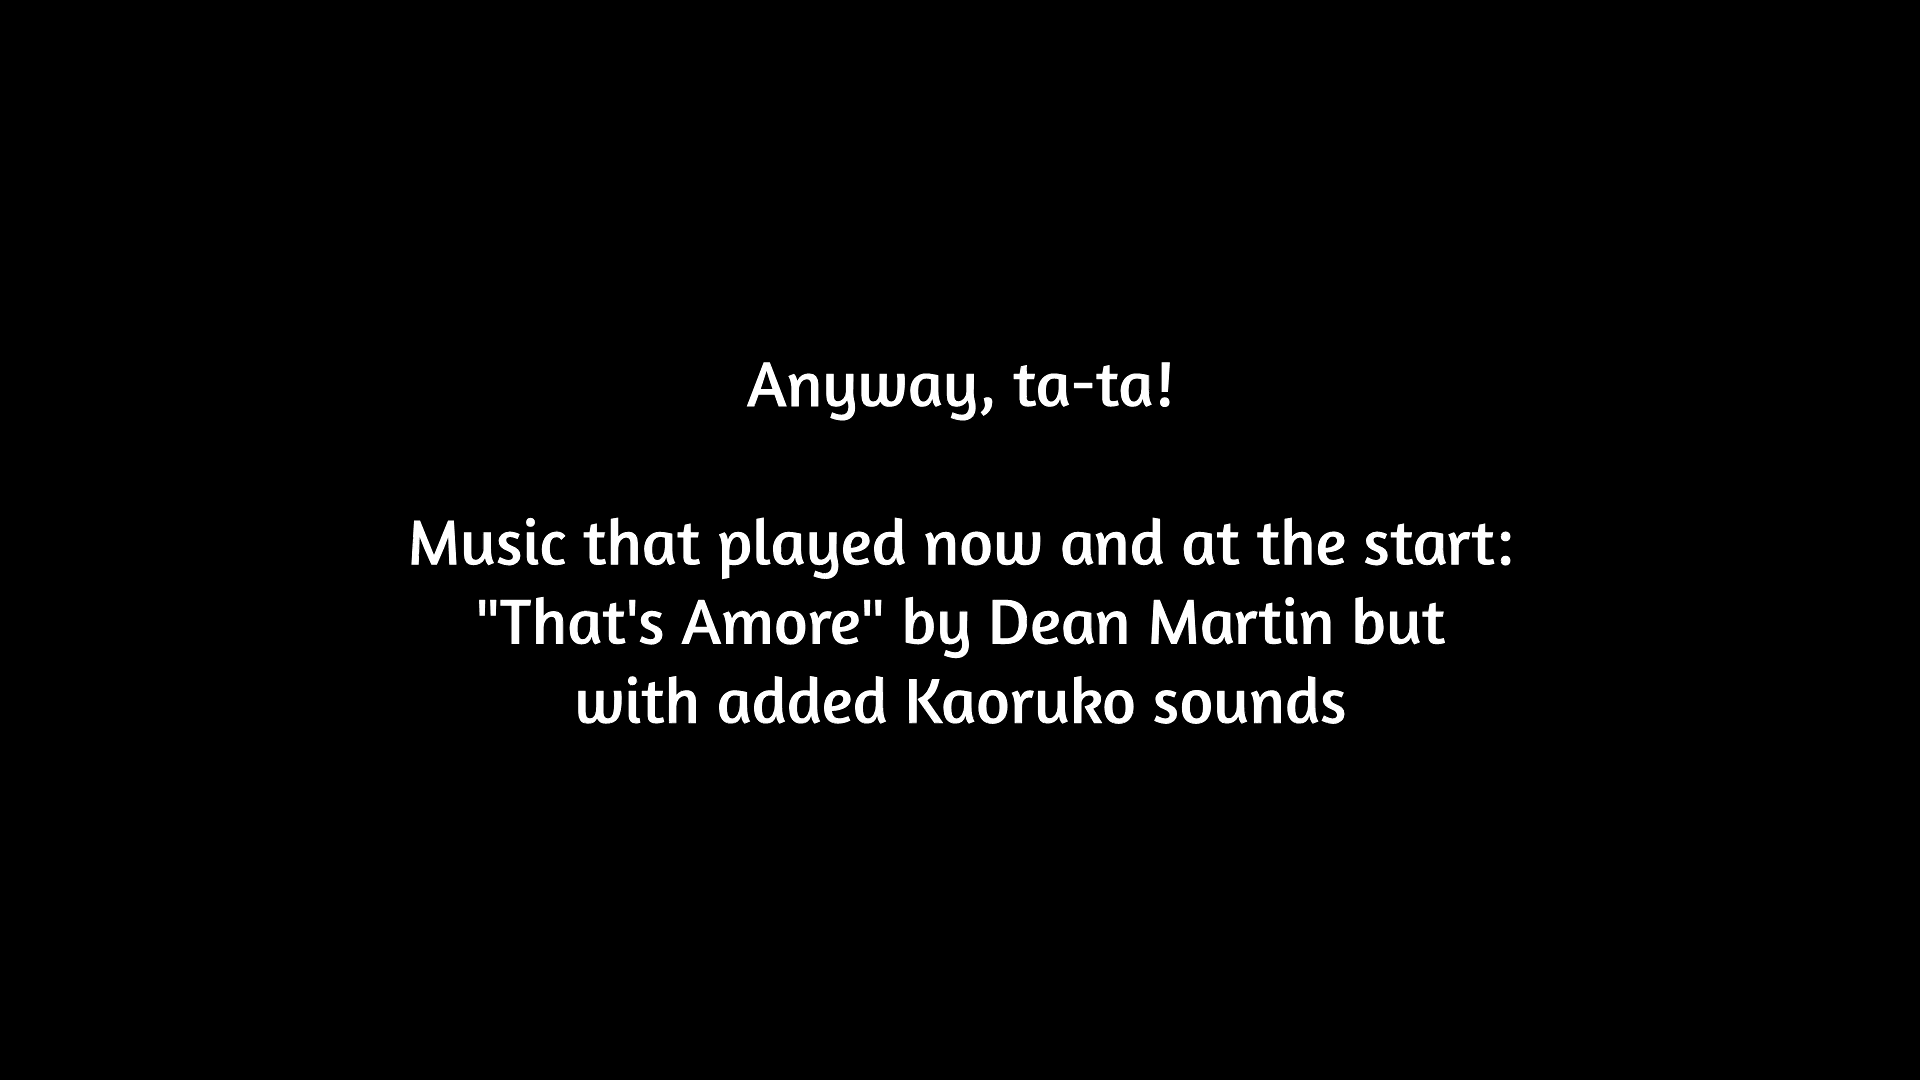 Anyway, ta-ta!
Music that played now and at the start:
"That's Amore" by Dean Martin but
with added Kaoruko sounds